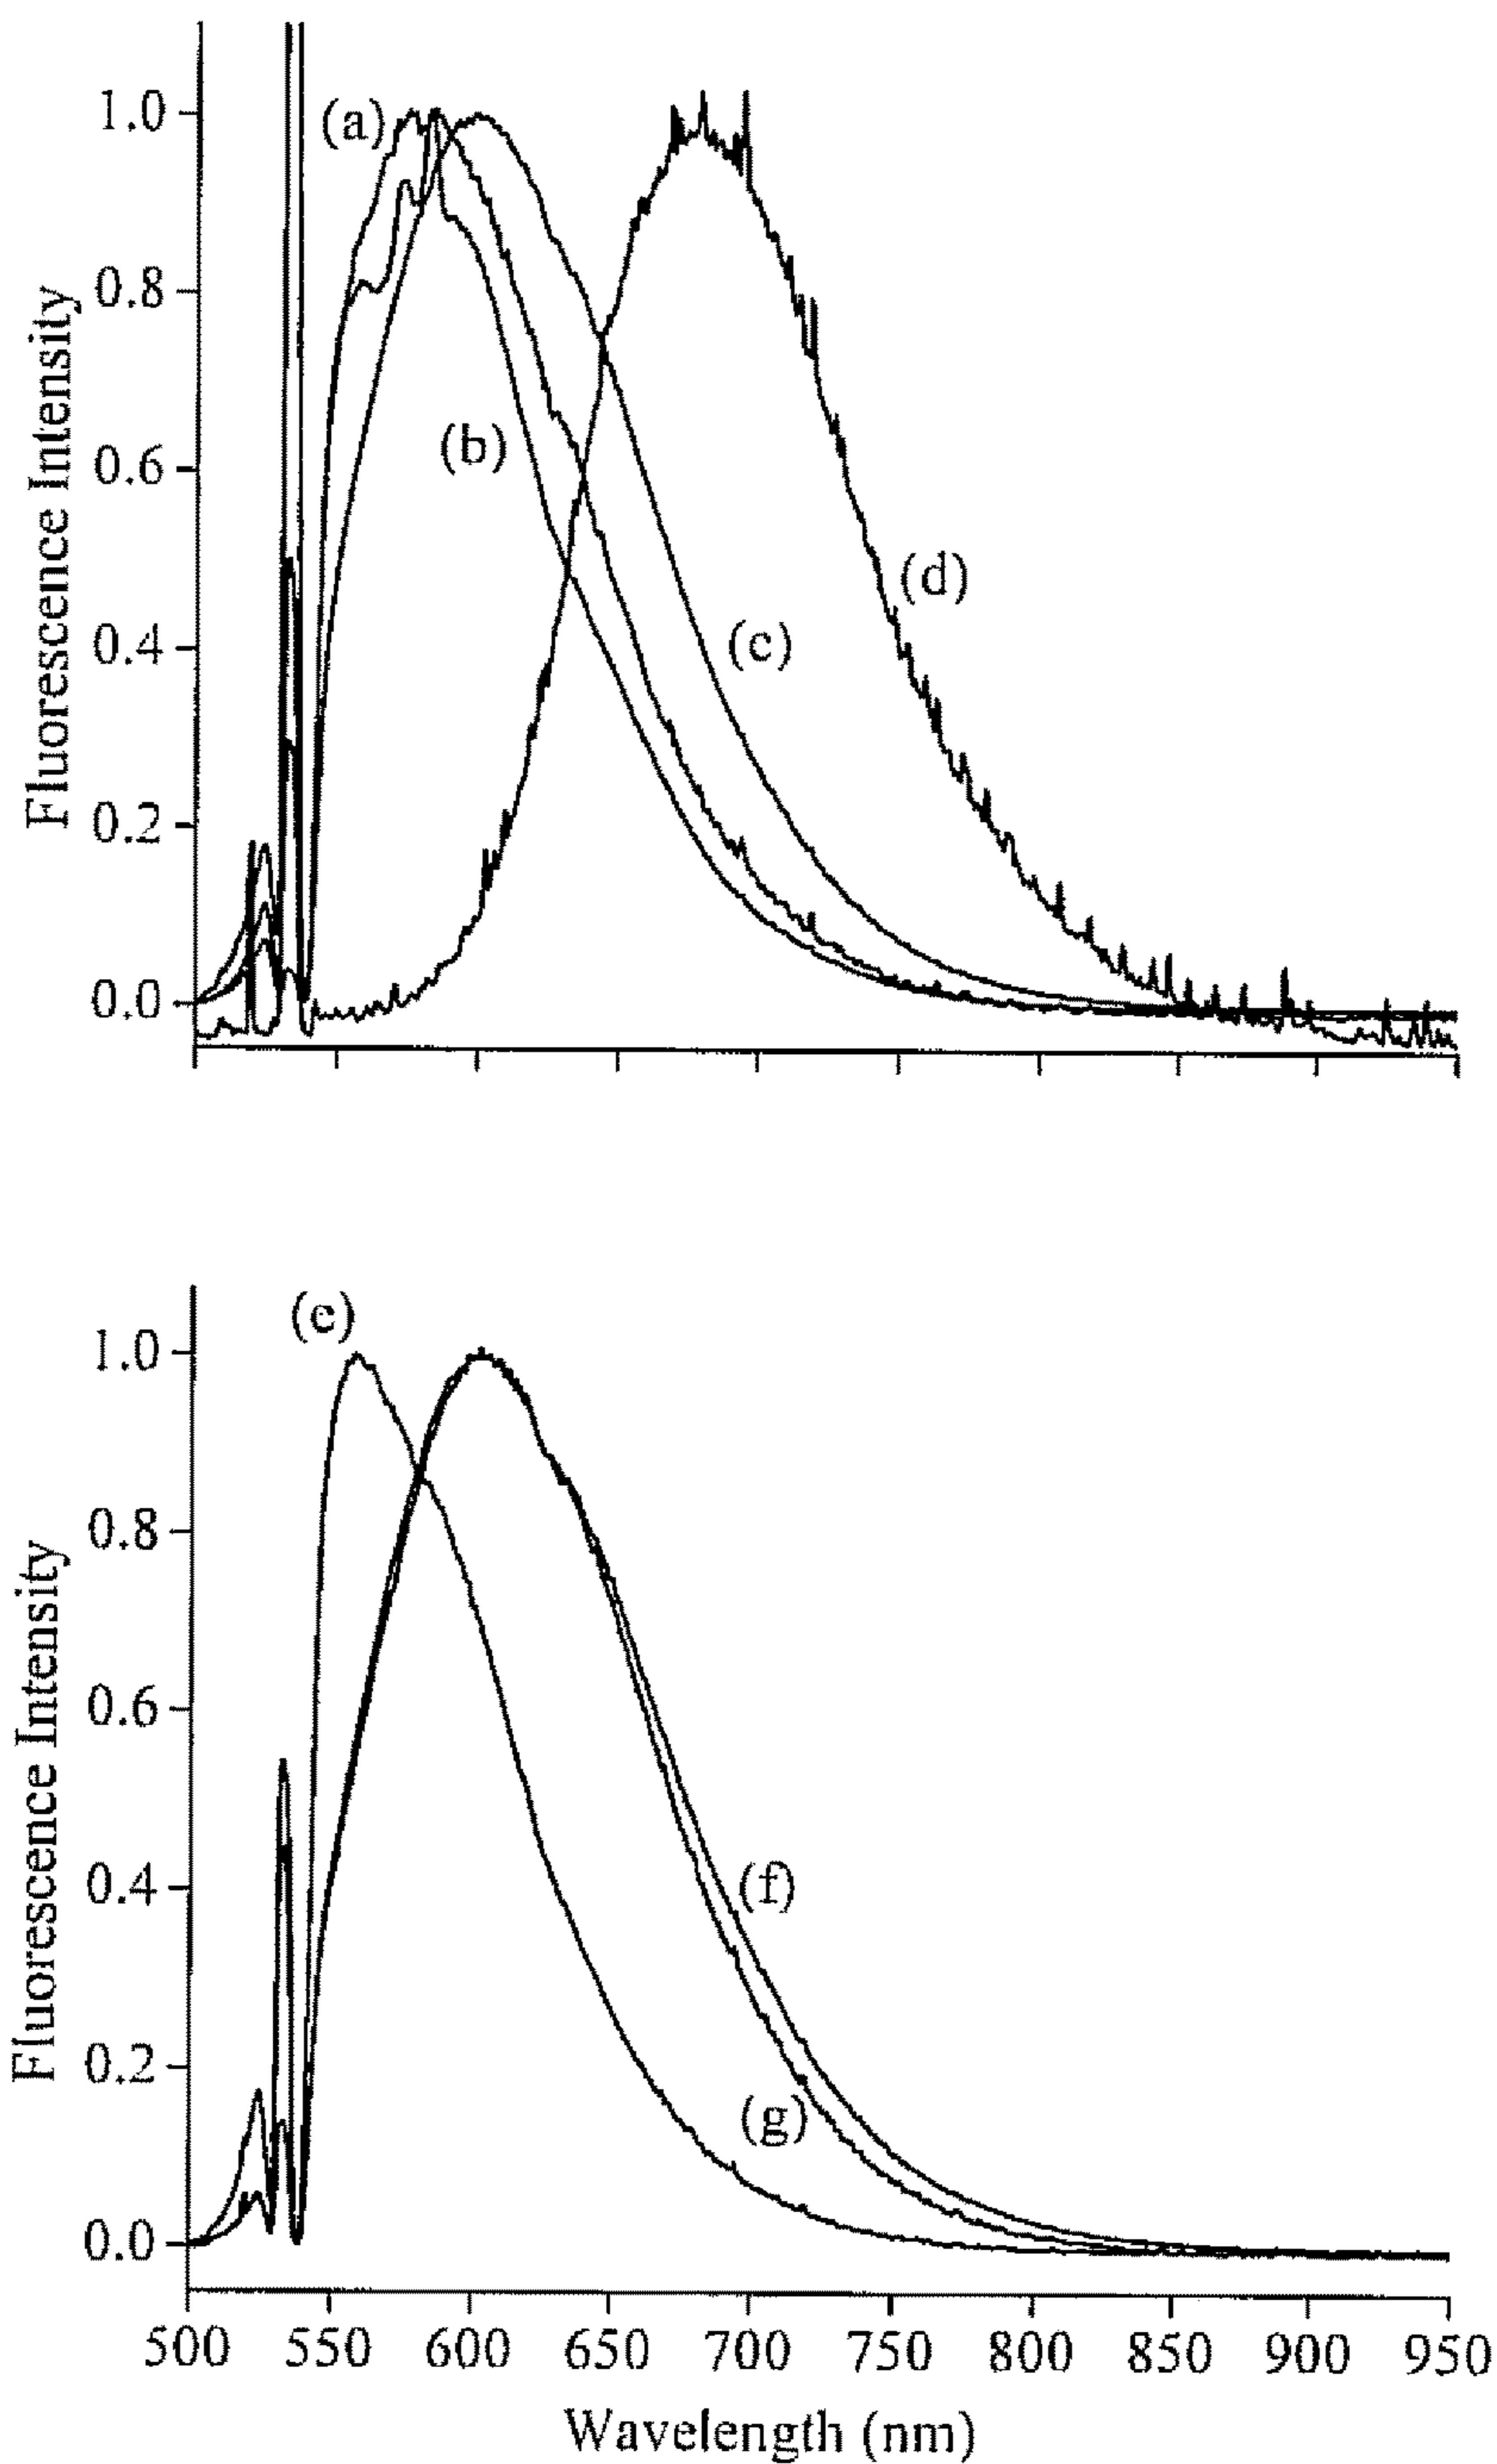 1.0
(a)
0.8
(b)
0.6
(d)
(c)
0.4
0.2
0.0
Fluorescence Intensity
(e)
1.0
0.8
0.6
(f)
0.4
(g)
0.2
0.0
Fluorescence Intensity
500 550 600 650 700 750 800 850 900 950
Wavelength (nm)